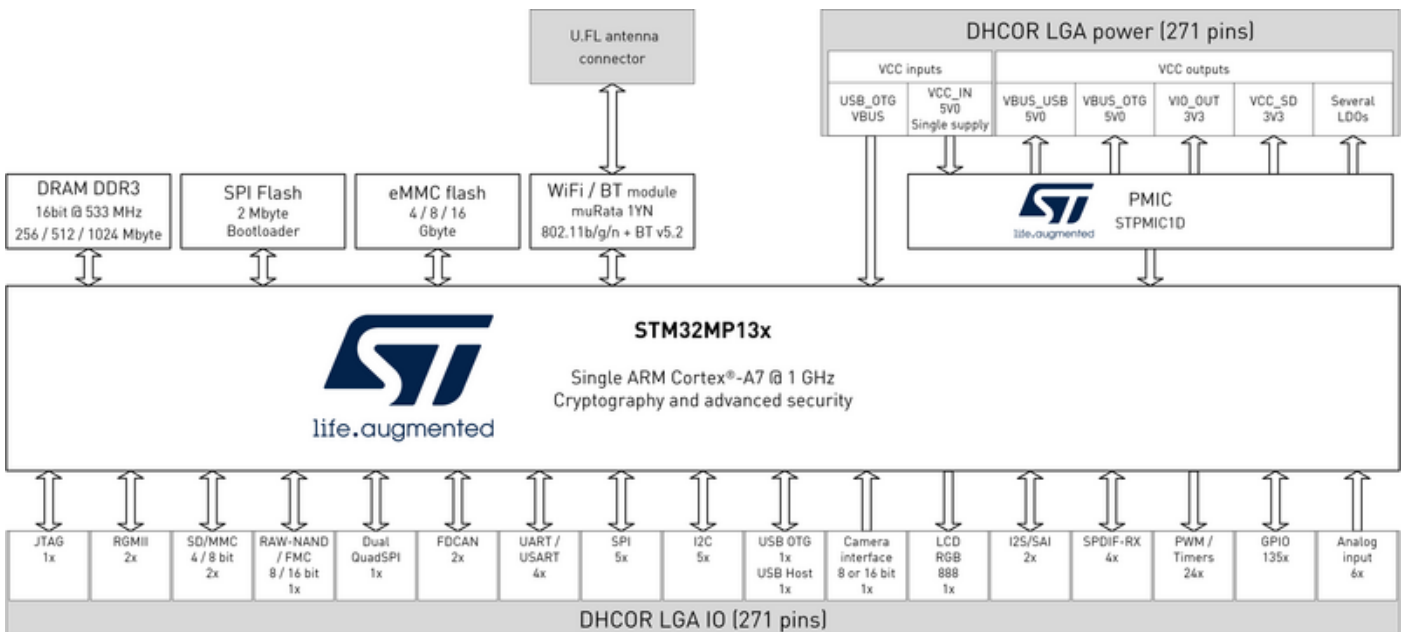 U.FL antenna
connector
DHCOR LGA power (271 pins)
VCC inputs
VCC outputs
USB_OTG
VBUS
VCC_IN
5V0
Single supply
VBUS_USB
5V0
VBUS_OTG
5V0
VIO_OUT
3V3
VCC_SD
3V3
Several
LDOs
DRAM DDR3
16bit @ 533 MHz
256 / 512 / 1024 Mbyte
SPI Flash
2 Mbyte
Bootloader
eMMC flash
4 / 8 / 16
Gbyte
WiFi / BT module
muRata 1YN
802.11b/g/n + BT v5.2
ST
life.augmented
PMIC
STPMIC1D
ST
life.augmented
STM32MP13x
Single ARM Cortex®-A7 @ 1 GHz
Cryptography and advanced security
JTAG
1x
RGMII
2x
SD/MMC
4 / 8 bit
2x
RAW-NAND
/ FMC
8 / 16 bit
1x
Dual
QuadSPI
1x
FDCAN
2x
UART /
USART
4x
SPI
5x
I2C
5x
USB OTG
1x
USB Host
1x
Camera
interface
8 or 16 bit
1x
LCD
RGB
888
1x
I2S/SAI
2x
SPDIF-RX
4x
PWM /
Timers
24x
GPIO
135x
Analog
input
6x
DHCOR LGA IO (271 pins)